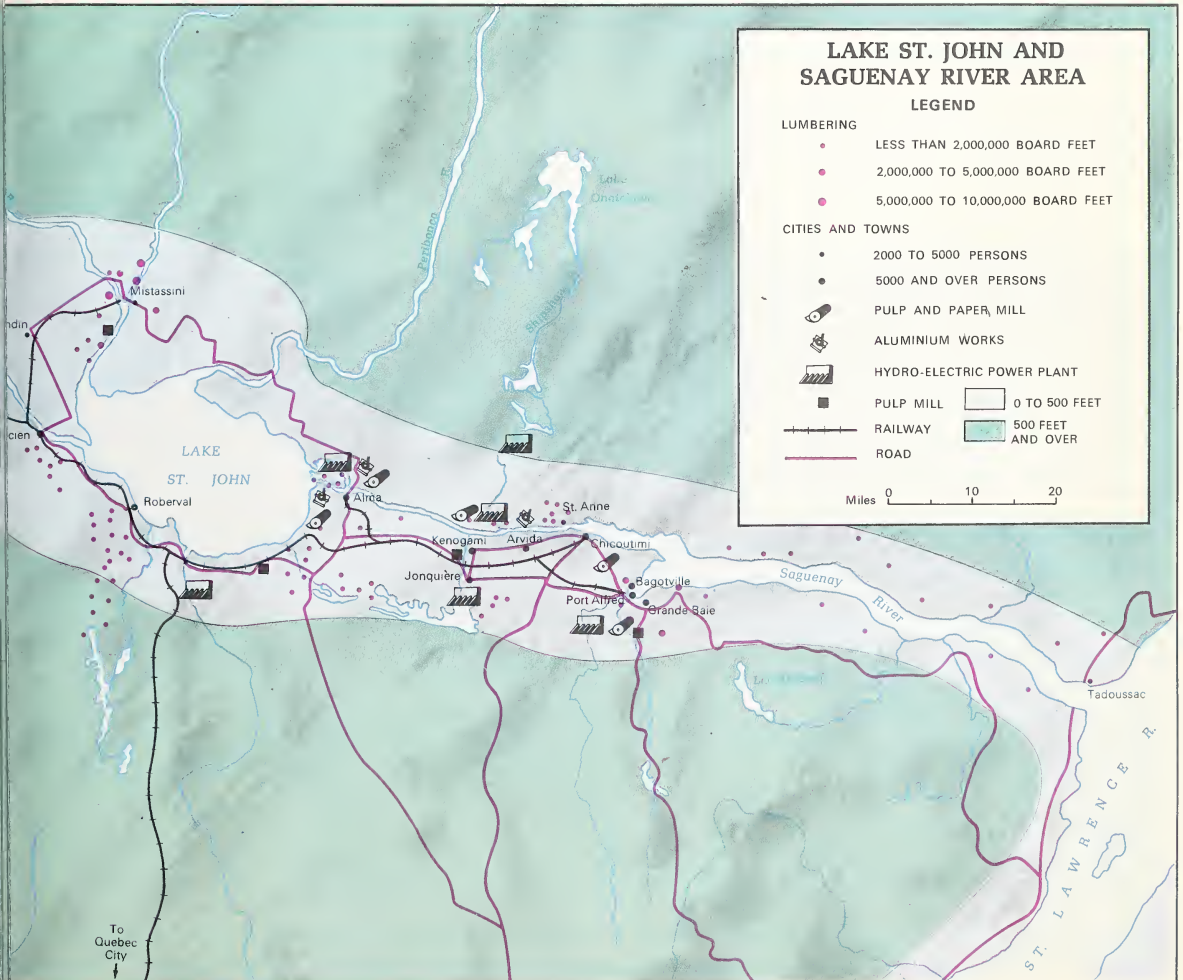 LAKE ST. JOHN AND
SAGUENAY RIVER AREA
LEGEND
LUMBERING
LESS THAN 2,000,000 BOARD FEET
2,000,000 TO 5,000,000 BOARD FEET
5,000,000 TO 10,000,000 BOARD FEET
CITIES AND TOWNS
2000 TO 5000 PERSONS
5000 AND OVER PERSONS
PULP AND PAPER MILL
ALUMINIUM WORKS
HYDRO-ELECTRIC POWER PLANT
PULP MILL
0 TO 500 FEET
RAILWAY
500 FEET
AND OVER
ROAD
Miles 0 10 20
Lake
Peribonca R.
Shipshaw
Mistassini
ndin
cien
LAKE
ST. JOHN
Roberval
Alma
St. Anne
Kenogami
Arvida
Chicoutimi
Jonquière
Bagotville
Port Alfred
Grande Baie
Saguenay
River
Tadoussac
ST. LAWRENCE R.
To
Quebec
City